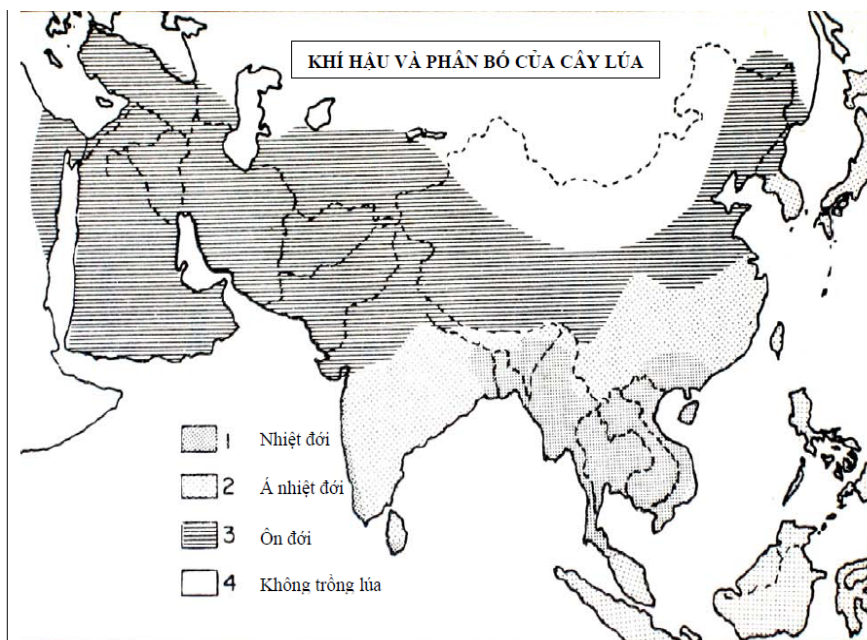 KHÍ HẬU VÀ PHÂN BỐ CỦA CÂY LÚA
1 Nhiệt đới
2 Á nhiệt đới
3 Ôn đới
4 Không trồng lúa